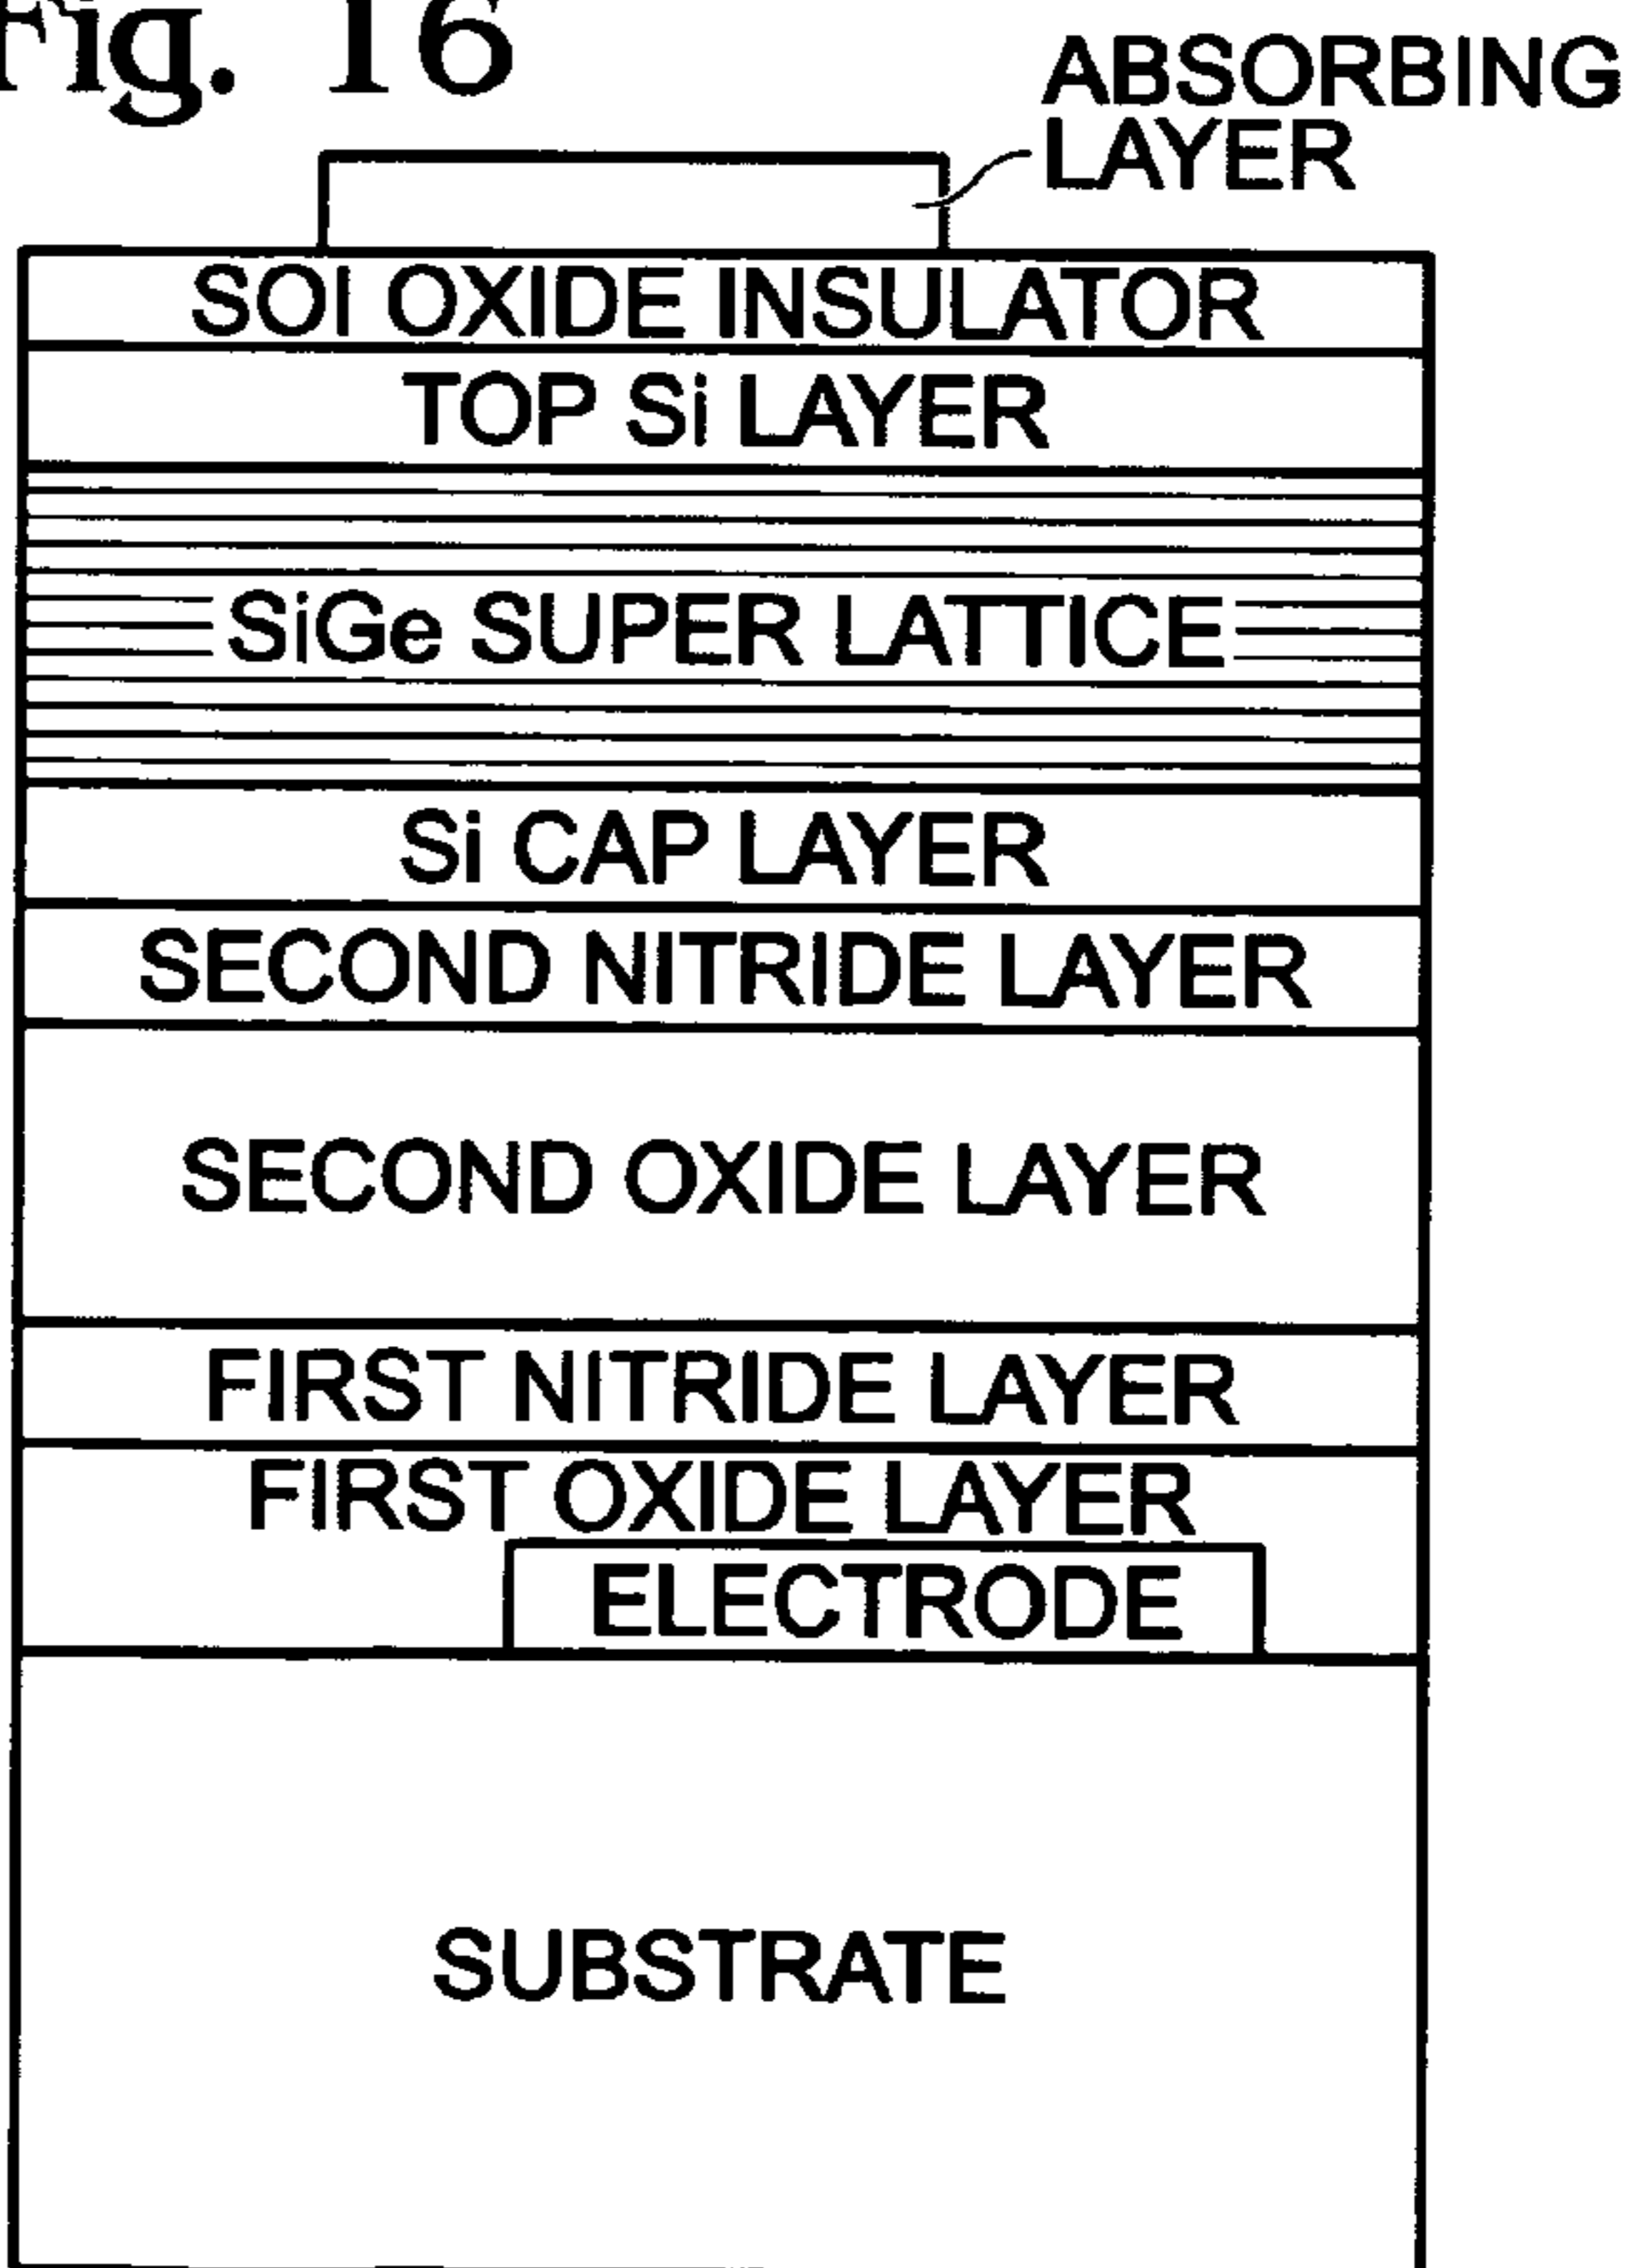 Fig. 16
ABSORBING
LAYER
SOI OXIDE INSULATOR
TOP Si LAYER
SiGe SUPER LATTICE
Si CAP LAYER
SECOND NITRIDE LAYER
SECOND OXIDE LAYER
FIRST NITRIDE LAYER
FIRST OXIDE LAYER
ELECTRODE
SUBSTRATE